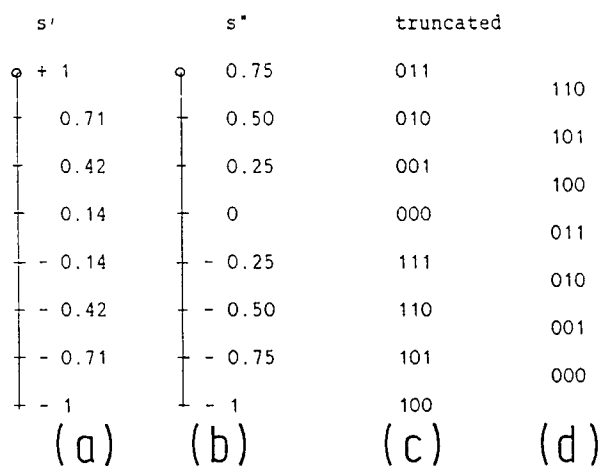 s' s" truncated
+ 1 0.75 011
110
0.71 0.50 010
101
0.42 0.25 001
100
0.14 0 000
011
- 0.14 - 0.25 111
010
- 0.42 - 0.50 110
001
- 0.71 - 0.75 101
000
- 1 - 1 100
(a) (b) (c) (d)